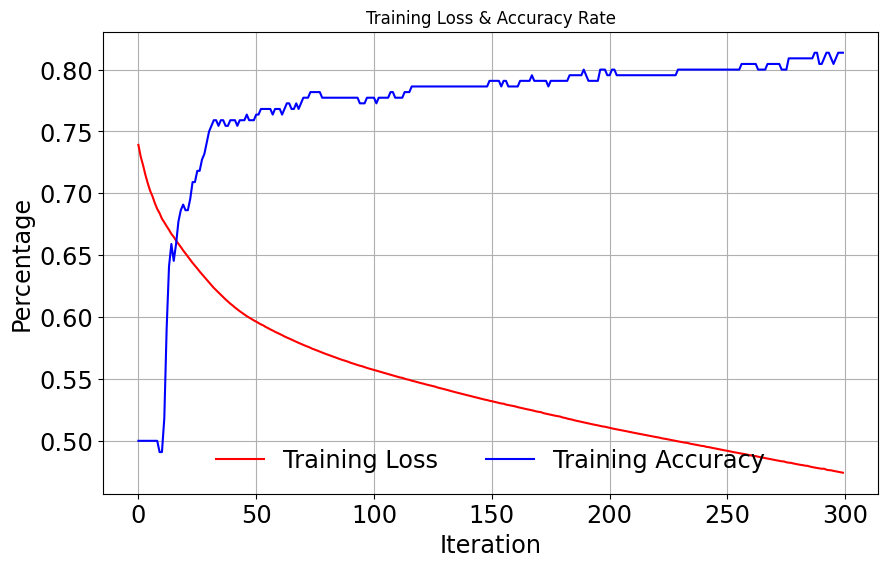 Training Loss & Accuracy Rate
0.80
0.75
0.70
0.65
0.60
0.55
0.50
Percentage
Training Loss
Training Accuracy
0 50 100 150 200 250 300
Iteration